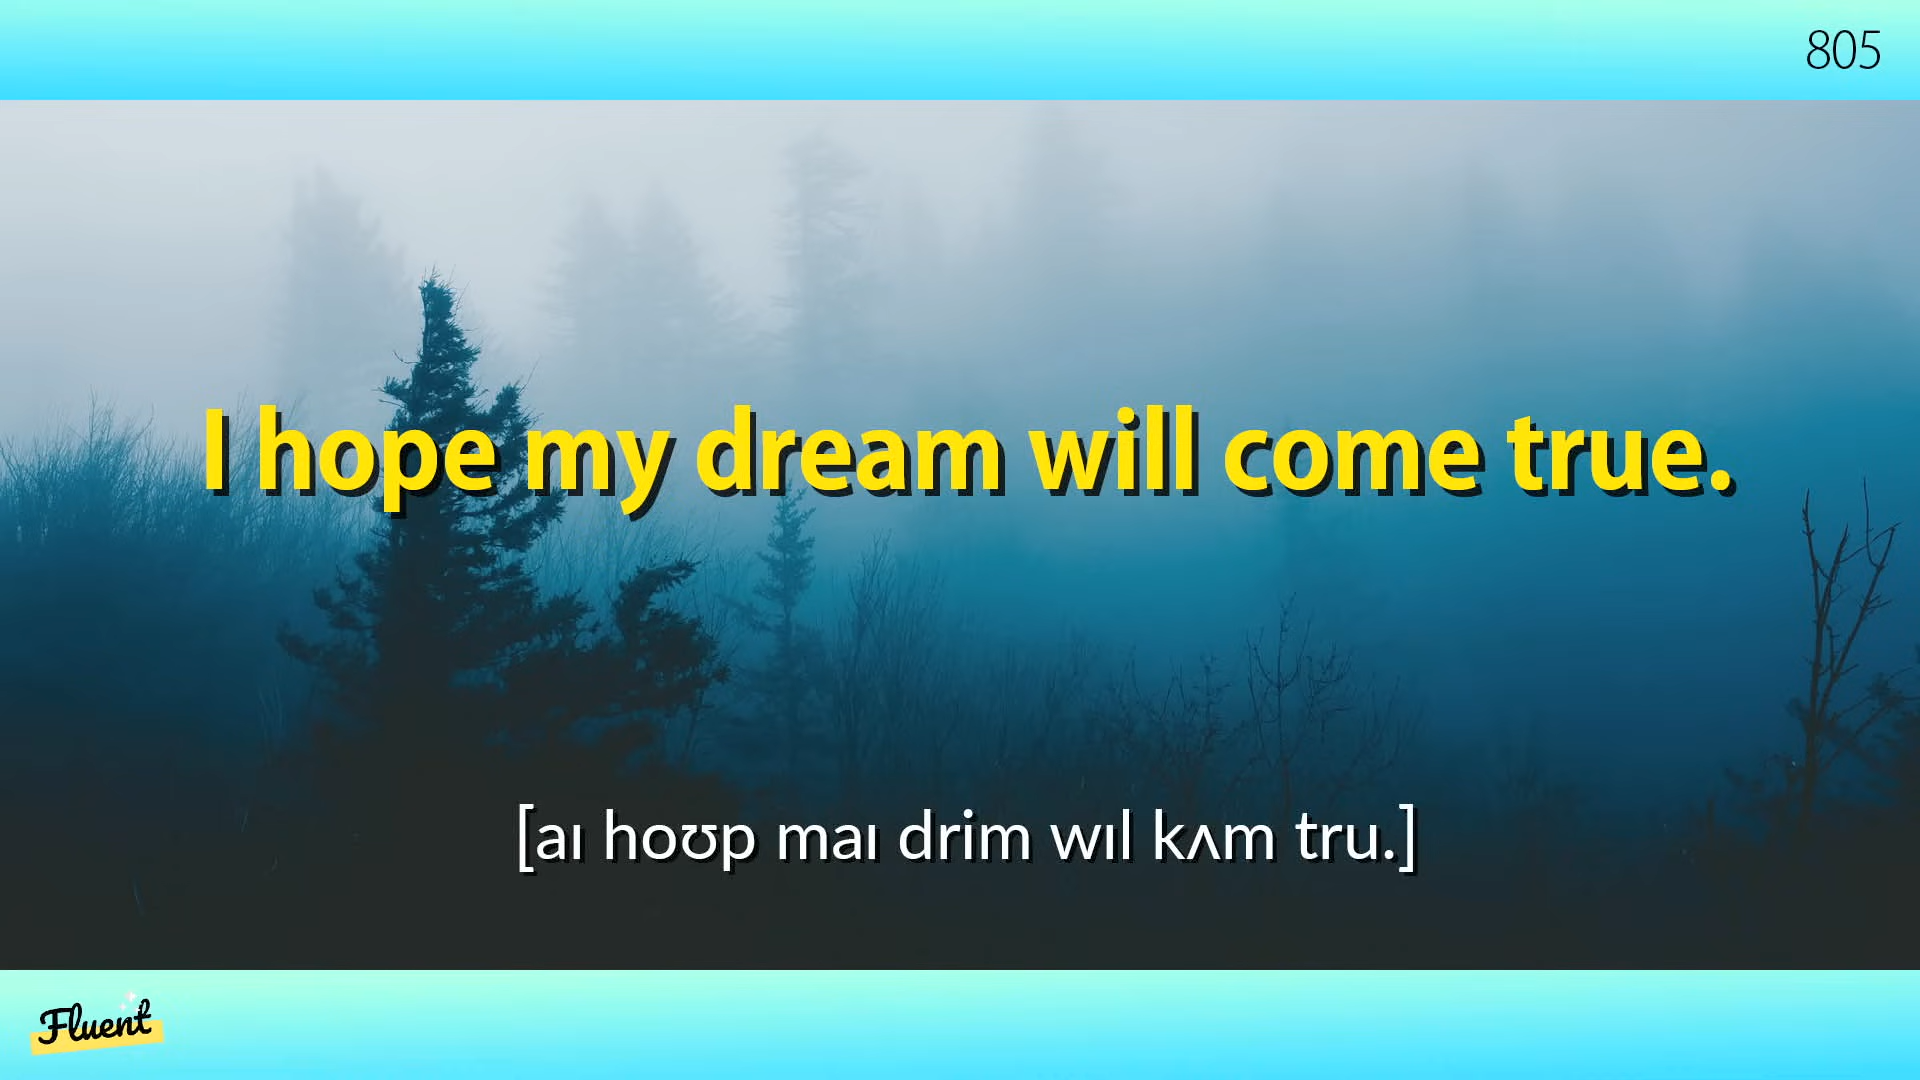 805
I hope my dream will come true.
[aɪ hoʊp maɪ drim wɪl kʌm tru.]
Fluent